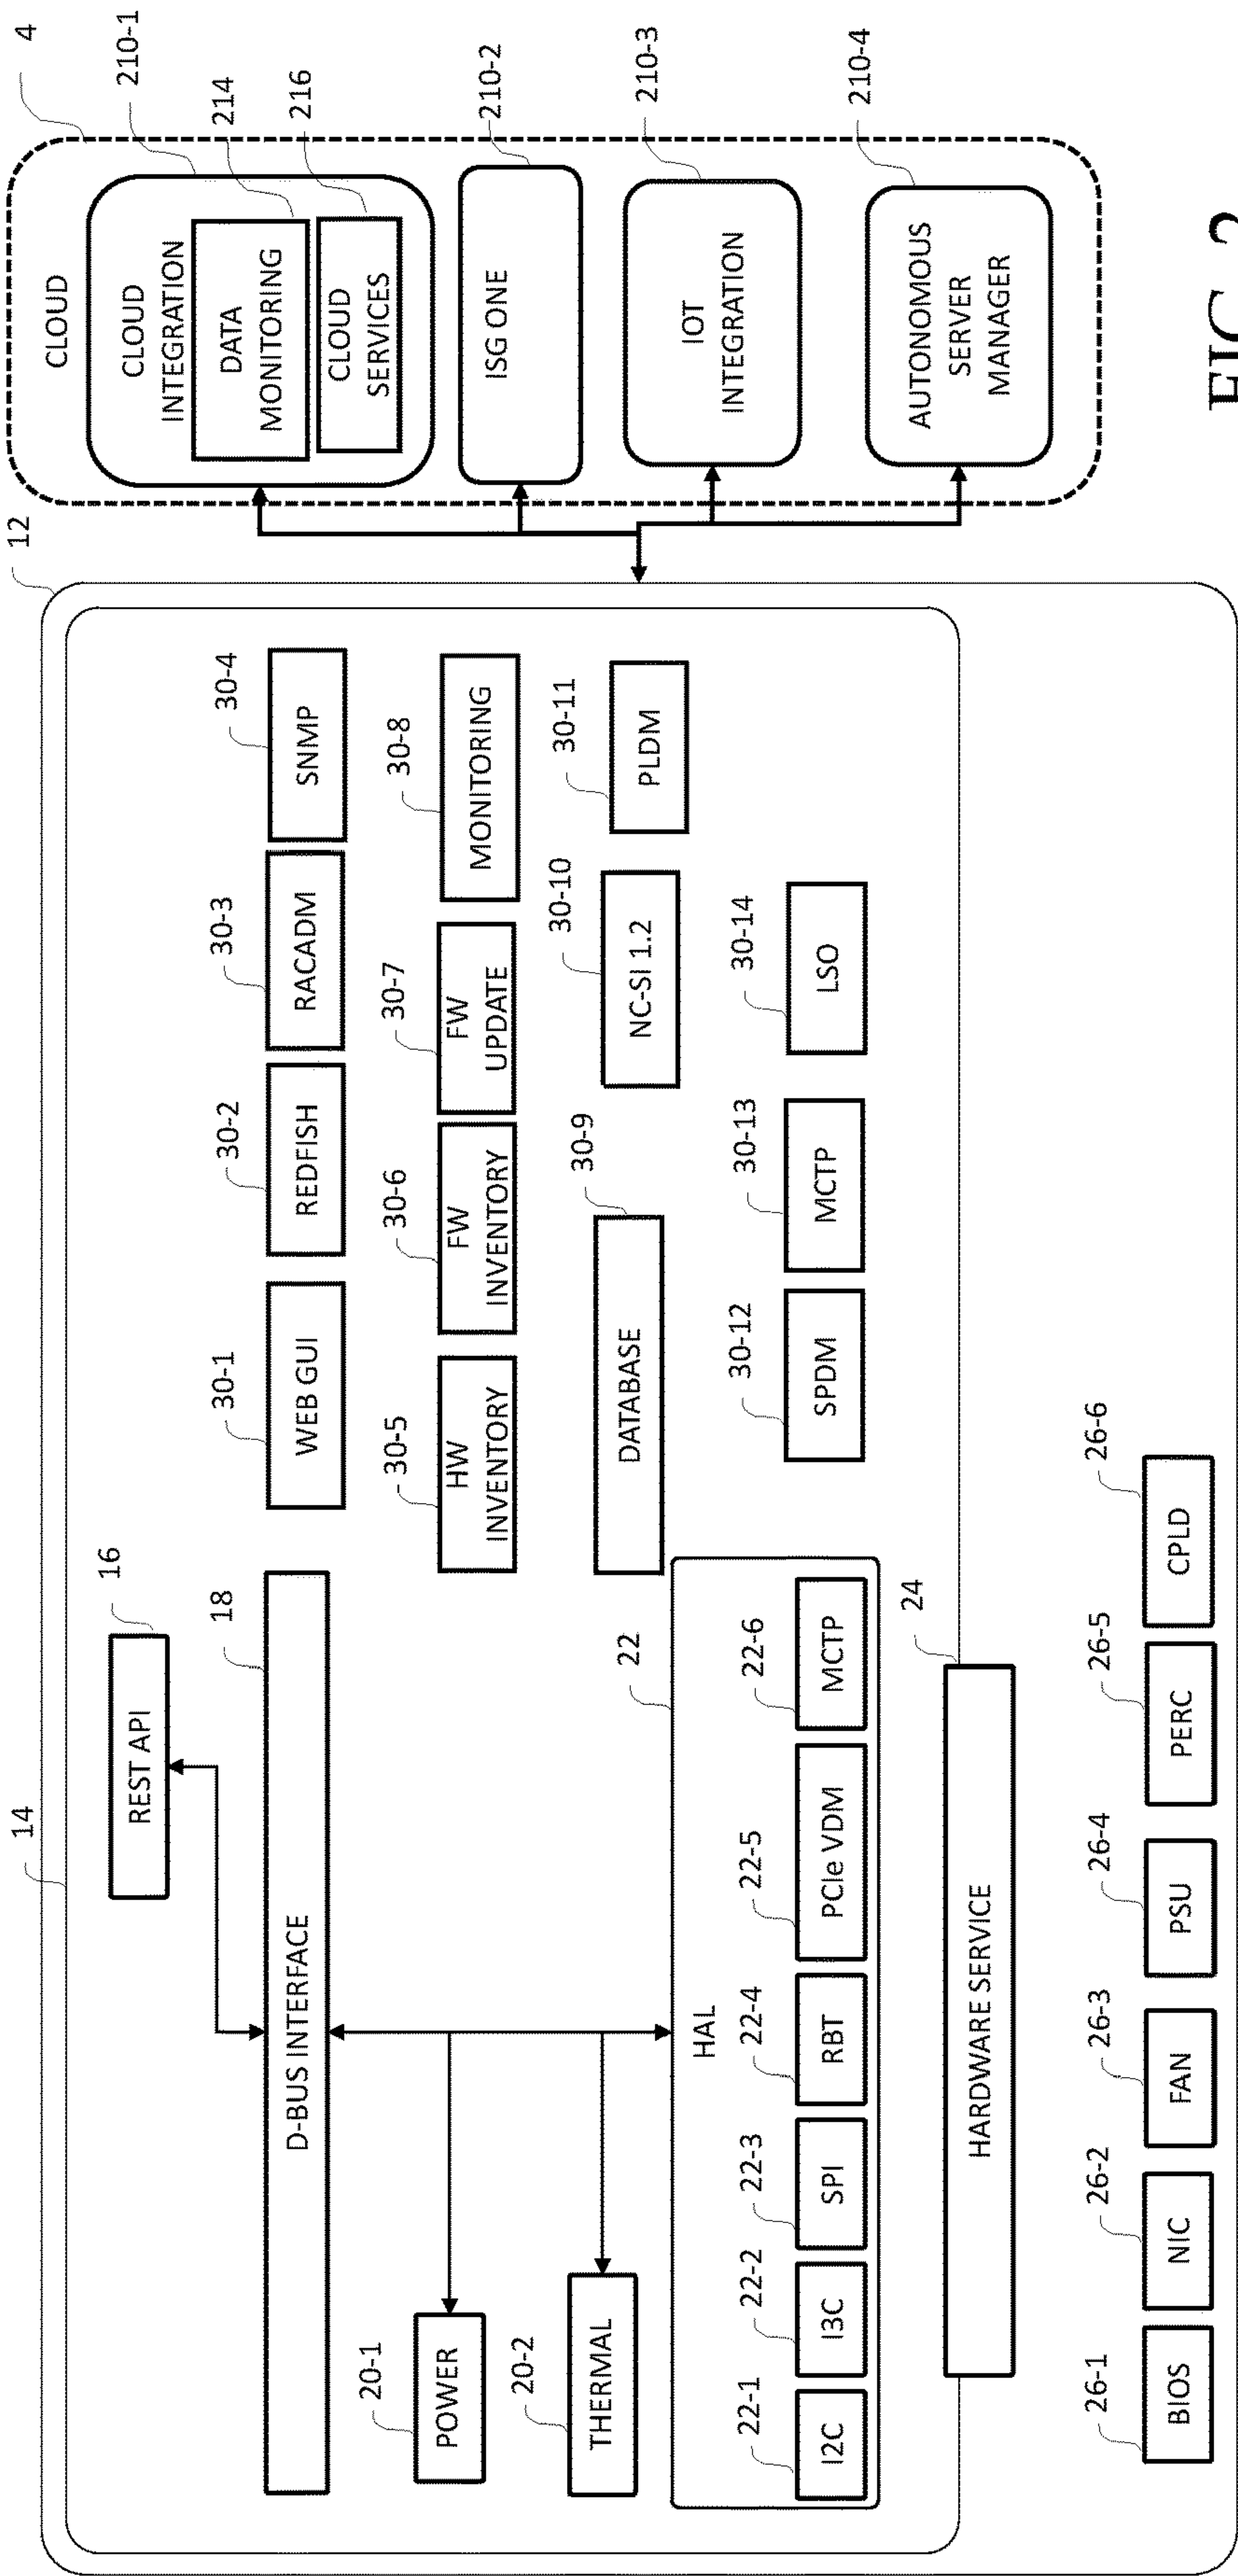 14
12
4
REST API
16
D-BUS INTERFACE
18
POWER
20-1
THERMAL
20-2
HAL
22
I2C
22-1
I3C
22-2
SPI
22-3
RBT
22-4
PCIe VDM
22-5
MCTP
22-6
HARDWARE SERVICE
24
BIOS
26-1
NIC
26-2
FAN
26-3
PSU
26-4
PERC
26-5
CPLD
26-6
WEB GUI
30-1
REDFISH
30-2
RACADM
30-3
SNMP
30-4
HW
INVENTORY
30-5
FW
INVENTORY
30-6
FW
UPDATE
30-7
MONITORING
30-8
DATABASE
30-9
NC-SI 1.2
30-10
PLDM
30-11
SPDM
30-12
MCTP
30-13
LSO
30-14
CLOUD
CLOUD
INTEGRATION
210-1
DATA
MONITORING
214
CLOUD
SERVICES
216
ISG ONE
210-2
IOT
INTEGRATION
210-3
AUTONOMOUS
SERVER
MANAGER
210-4
FIG. 2